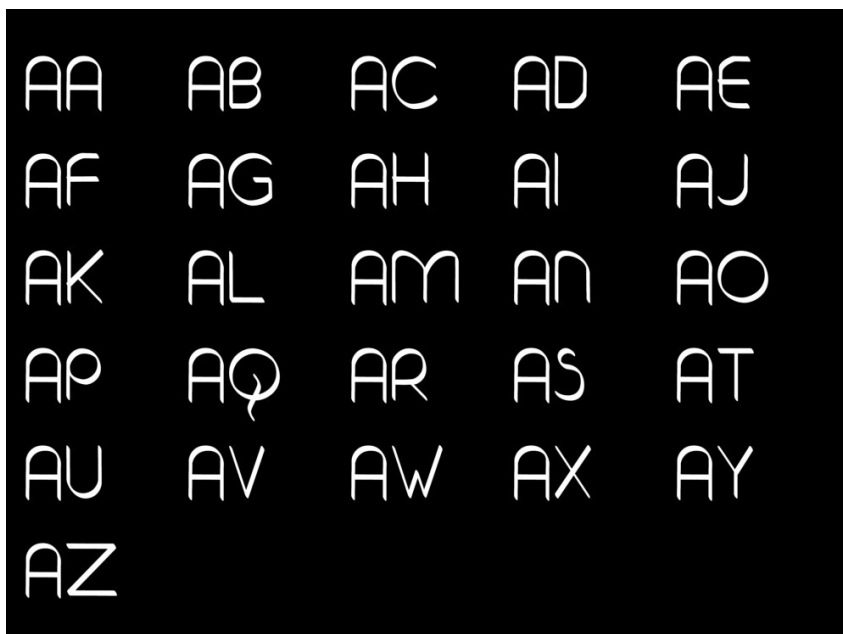 AA AB AC AD AE
AF AG AH AI AJ
AK AL AM AN AO
AP AQ AR AS AT
AU AV AW AX AY
AZ